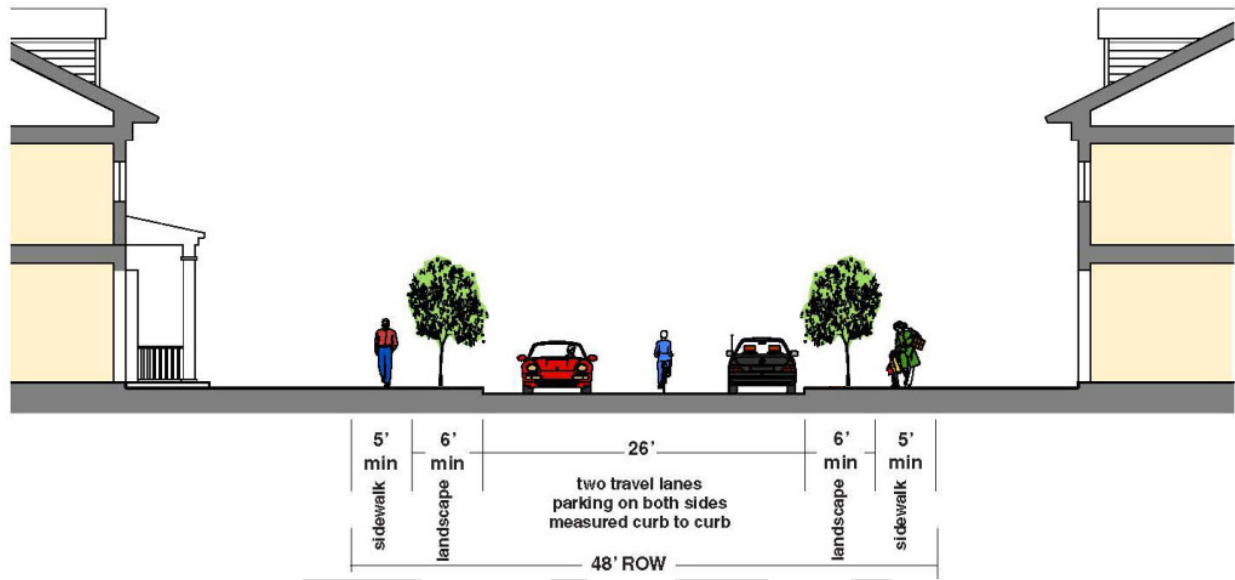 5’
min
sidewalk
6’
min
landscape
26’
two travel lanes
parking on both sides
measured curb to curb
6’
min
landscape
5’
min
sidewalk
48’ ROW